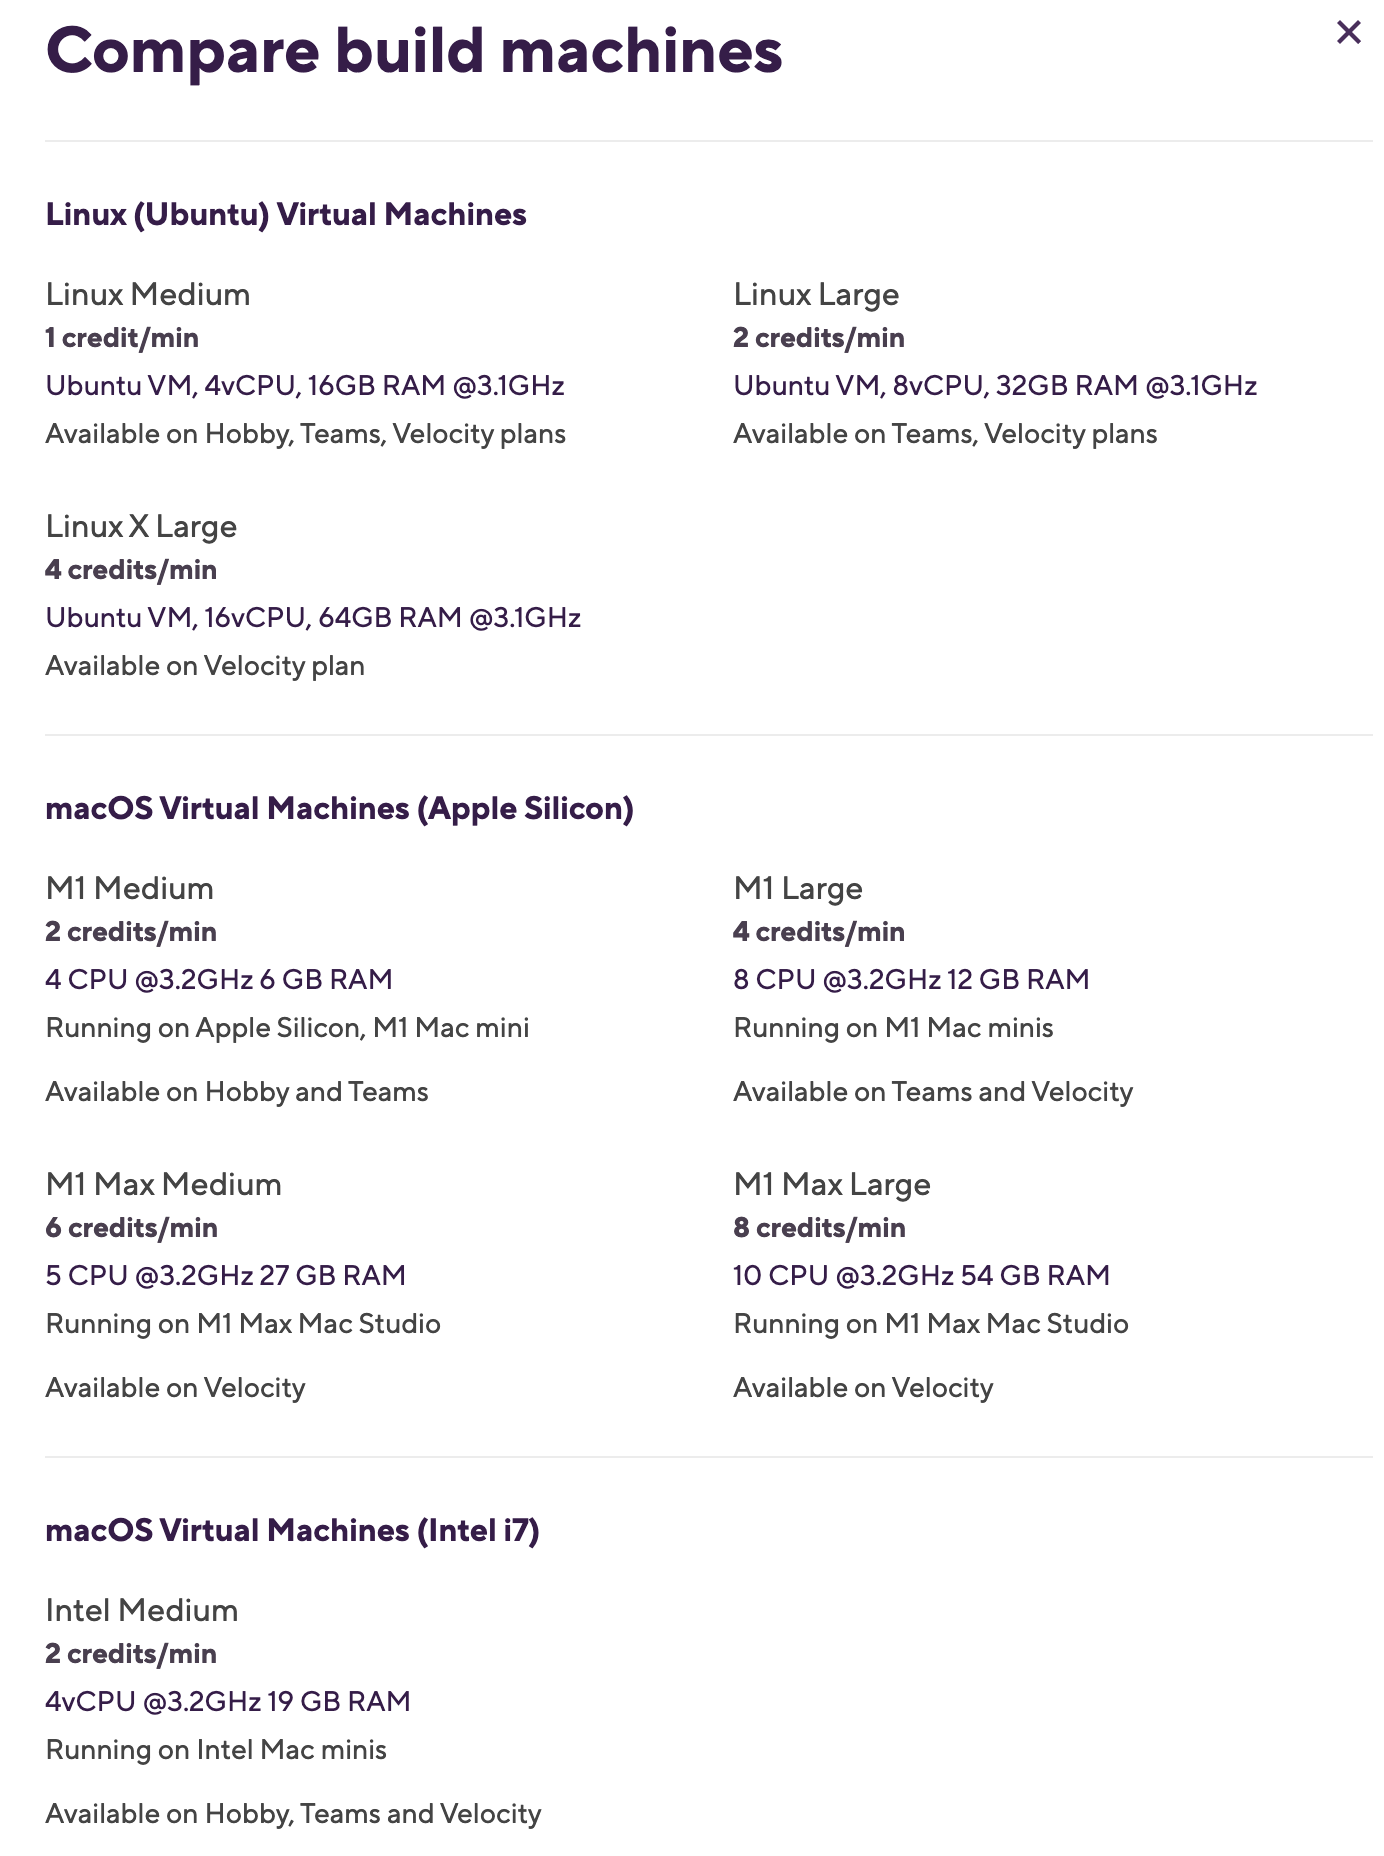 Compare build machines
Linux (Ubuntu) Virtual Machines
Linux Medium
1 credit/min
Ubuntu VM, 4vCPU, 16GB RAM @3.1GHz
Available on Hobby, Teams, Velocity plans
Linux Large
2 credits/min
Ubuntu VM, 8vCPU, 32GB RAM @3.1GHz
Available on Teams, Velocity plans
Linux X Large
4 credits/min
Ubuntu VM, 16vCPU, 64GB RAM @3.1GHz
Available on Velocity plan
macOS Virtual Machines (Apple Silicon)
M1 Medium
2 credits/min
4 CPU @3.2GHz 6 GB RAM
Running on Apple Silicon, M1 Mac mini
Available on Hobby and Teams
M1 Large
4 credits/min
8 CPU @3.2GHz 12 GB RAM
Running on M1 Mac minis
Available on Teams and Velocity
M1 Max Medium
6 credits/min
5 CPU @3.2GHz 27 GB RAM
Running on M1 Max Mac Studio
Available on Velocity
M1 Max Large
8 credits/min
10 CPU @3.2GHz 54 GB RAM
Running on M1 Max Mac Studio
Available on Velocity
macOS Virtual Machines (Intel i7)
Intel Medium
2 credits/min
4vCPU @3.2GHz 19 GB RAM
Running on Intel Mac minis
Available on Hobby, Teams and Velocity